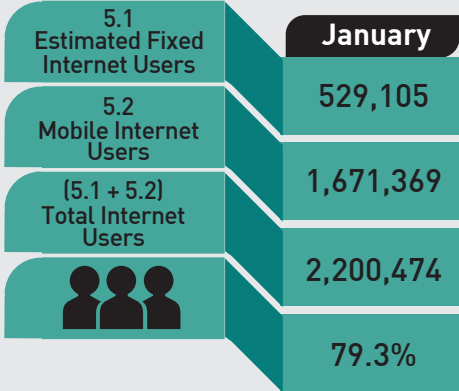 5.1
Estimated Fixed
Internet Users
January
529,105
5.2
Mobile Internet
Users
1,671,369
(5.1 + 5.2)
Total Internet
Users
2,200,474
79.3%